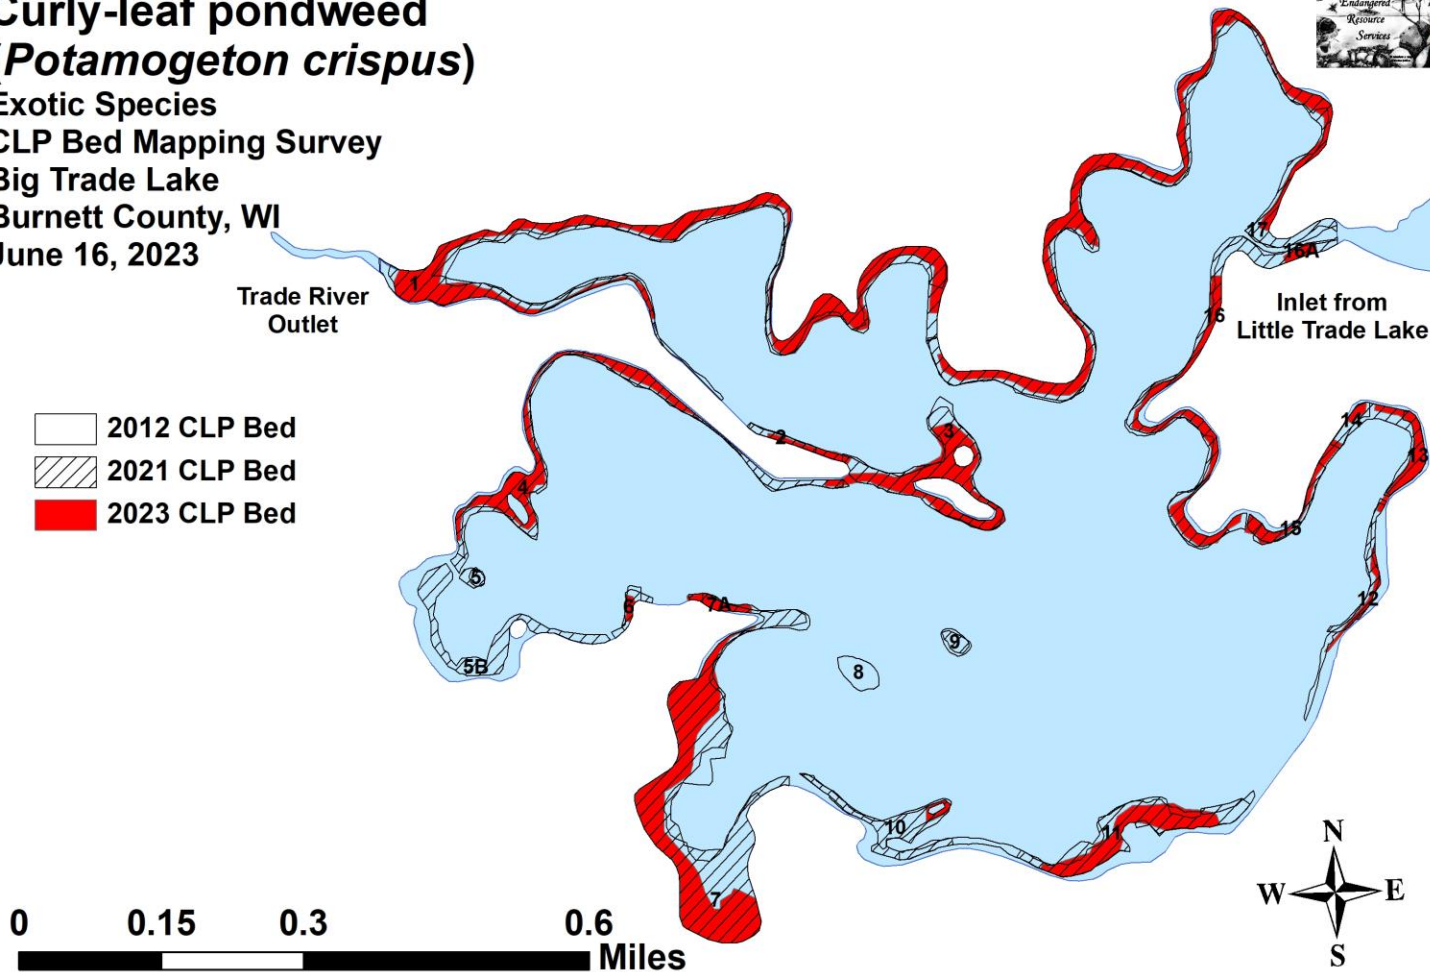 Curly-leaf pondweed
(Potamogeton crispus)
Exotic Species
CLP Bed Mapping Survey
Big Trade Lake
Burnett County, WI
June 16, 2023
Endangered
Resource
Services
Trade River
Outlet
Inlet from
Little Trade Lake
2012 CLP Bed
2021 CLP Bed
2023 CLP Bed
1
17
16A
16
2
3
14
13
4
15
5
6
7A
12
5B
9
8
10
11
7
N
W
E
S
0
0.15
0.3
0.6
Miles